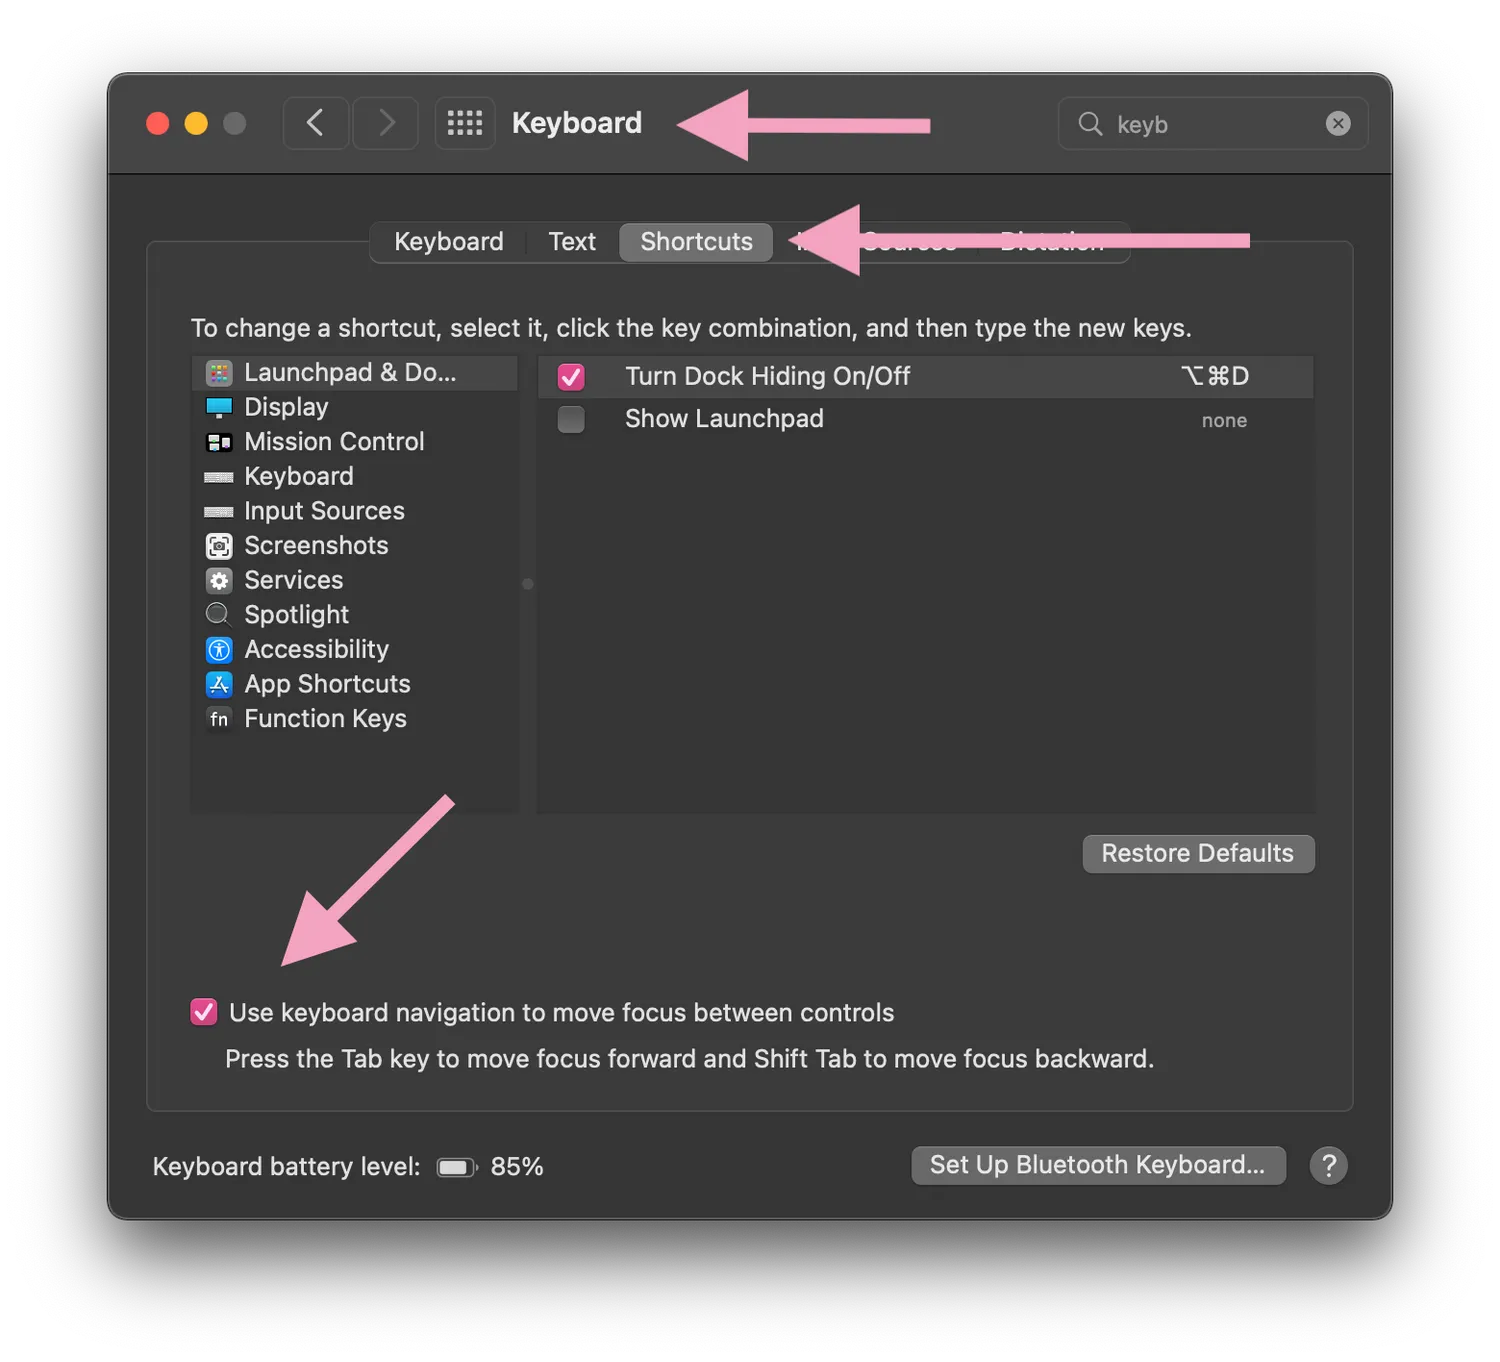 Keyboard
keyb
Keyboard Text Shortcuts Sources Dictation
To change a shortcut, select it, click the key combination, and then type the new keys.
Launchpad & Do...
Display
Mission Control
Keyboard
Input Sources
Screenshots
Services
Spotlight
Accessibility
App Shortcuts
fn Function Keys
Turn Dock Hiding On/Off ⌥⌘D
Show Launchpad none
Restore Defaults
Use keyboard navigation to move focus between controls
Press the Tab key to move focus forward and Shift Tab to move focus backward.
Keyboard battery level: 85%
Set Up Bluetooth Keyboard... ?